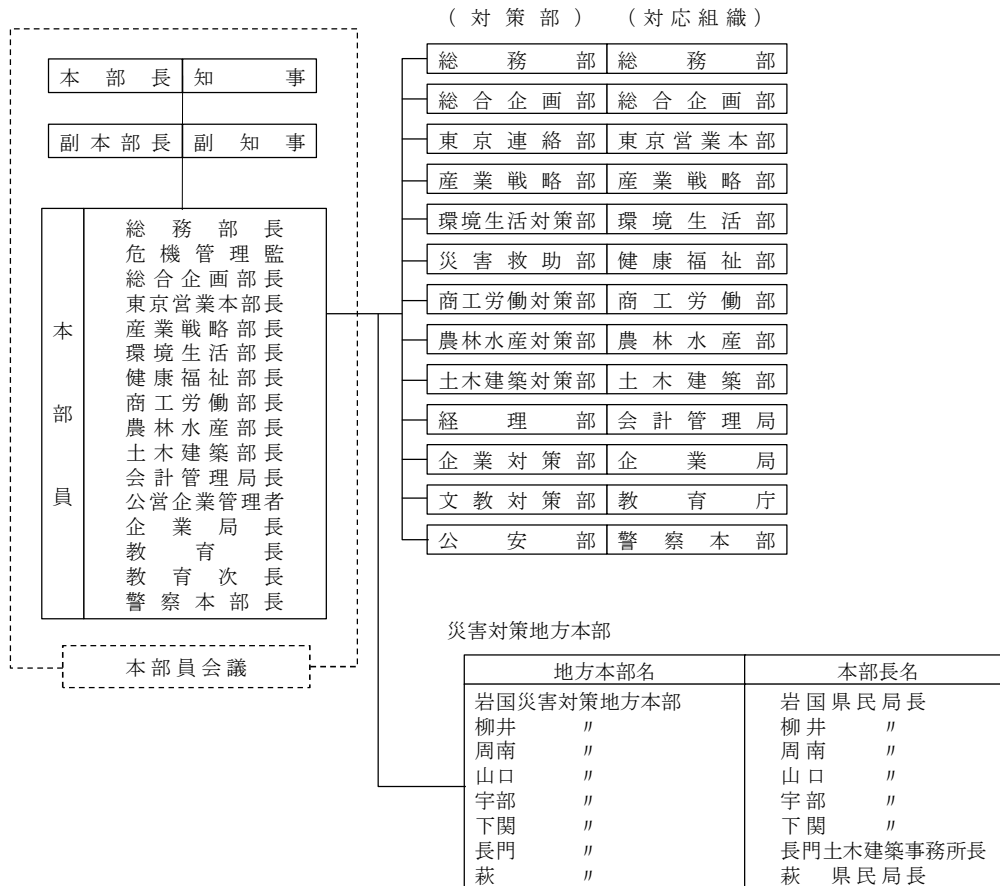 (対策部) (対応組織)
本部長 知事
副本部長 副知事
本部員
総務部長
危機管理監
総合企画部長
東京営業本部長
産業戦略部長
環境生活部長
健康福祉部長
商工労働部長
農林水産部長
土木建築部長
会計管理局長
公営企業管理者
企業局長
教育長
教育次長
警察本部長
本部員会議
総務部 総務部
総合企画部 総合企画部
東京連絡部 東京営業本部
産業戦略部 産業戦略部
環境生活対策部 環境生活部
災害救助部 健康福祉部
商工労働対策部 商工労働部
農林水産対策部 農林水産部
土木建築対策部 土木建築部
経理部 会計管理局
企業対策部 企業局
文教対策部 教育庁
公安部 警察本部
災害対策地方本部
地方本部名 本部長名
岩国災害対策地方本部 岩国県民局長
柳井 〃 柳井 〃
周南 〃 周南 〃
山口 〃 山口 〃
宇部 〃 宇部 〃
下関 〃 下関 〃
長門 〃 長門土木建築事務所長
萩 〃 萩 県民局長